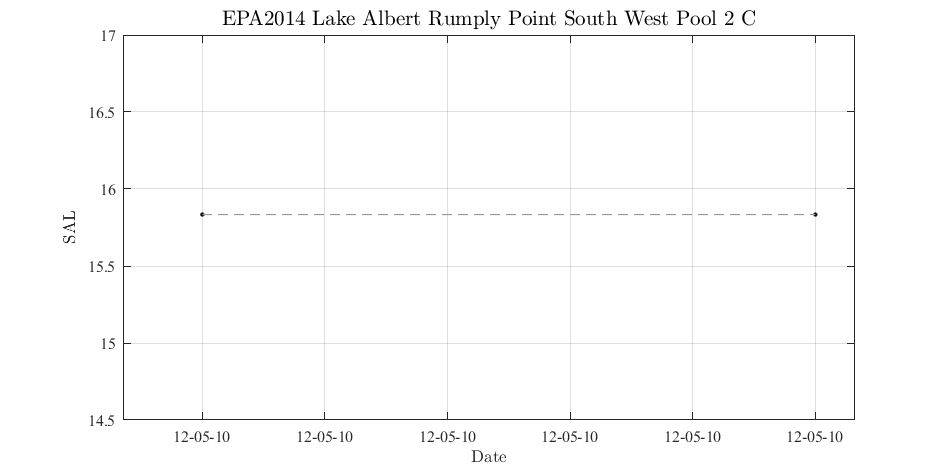 EPA2014 Lake Albert Rumply Point South West Pool 2 C
17
16.5
16
15.5
15
14.5
SAL
12-05-10 12-05-10 12-05-10 12-05-10 12-05-10 12-05-10
Date